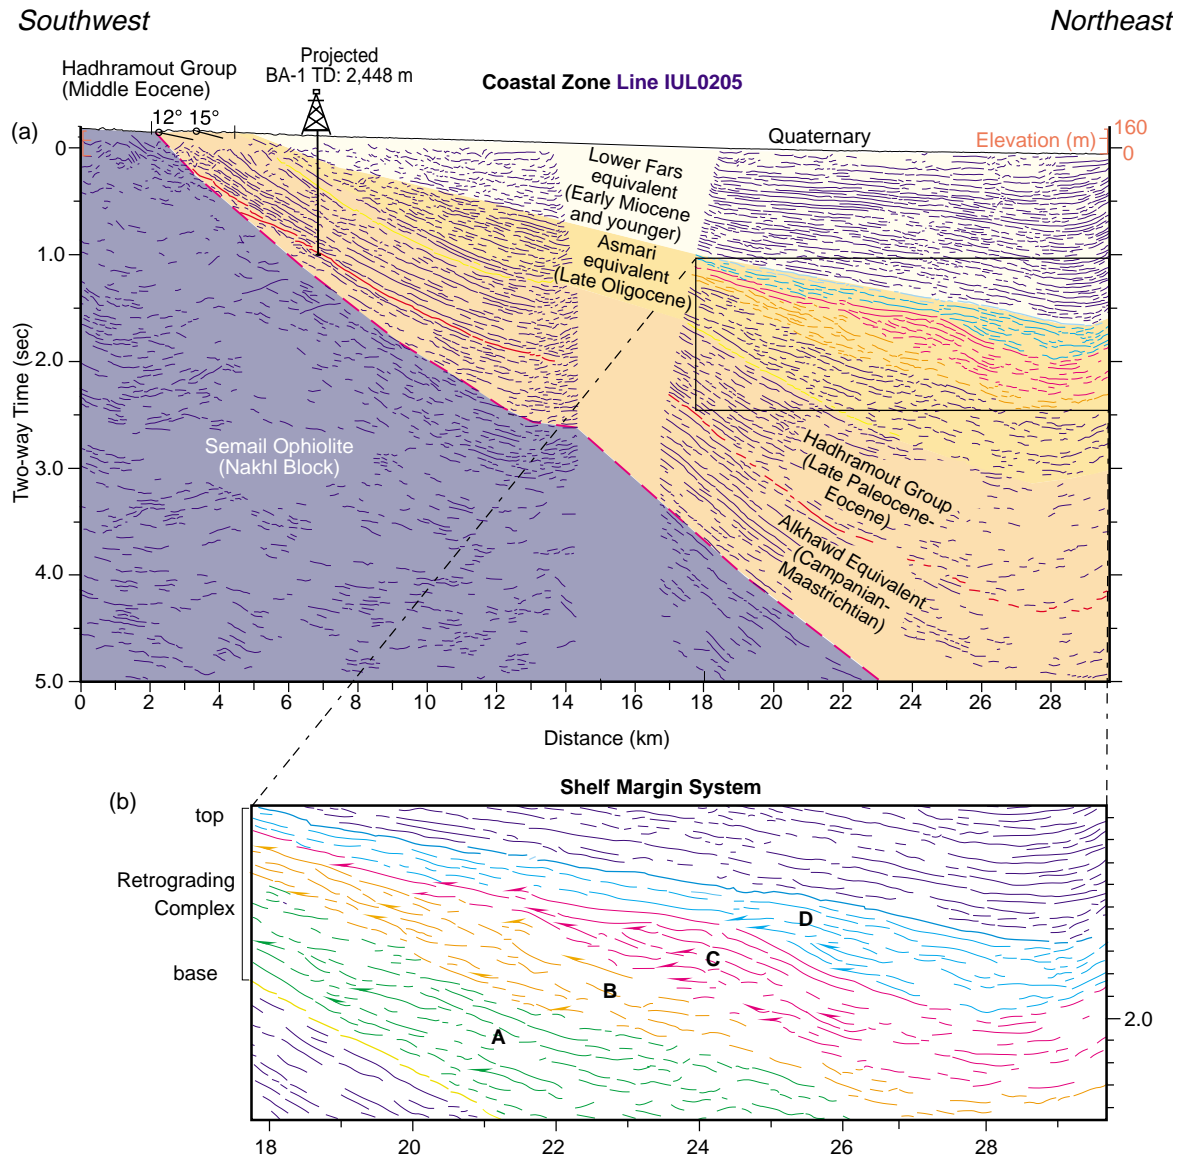 Southwest
Northeast
Projected
BA-1 TD: 2,448 m
Hadhramout Group
(Middle Eocene)
Coastal Zone Line IUL0205
12° 15°
(a)
Quaternary
Elevation (m)
160
0
Lower Fars
equivalent
(Early Miocene
and younger)
Asmari
equivalent
(Late Oligocene)
Semail Ophiolite
(Nakhl Block)
Hadhramout Group
(Late Paleocene-
Eocene)
Alkhawd Equivalent
(Campanian-
Maastrichtian)
Two-way Time (sec)
0
1.0
2.0
3.0
4.0
5.0
0 2 4 6 8 10 12 14 16 18 20 22 24 26 28
Distance (km)
(b)
Shelf Margin System
top
Retrograding
Complex
base
A
B
C
D
2.0
18 20 22 24 26 28